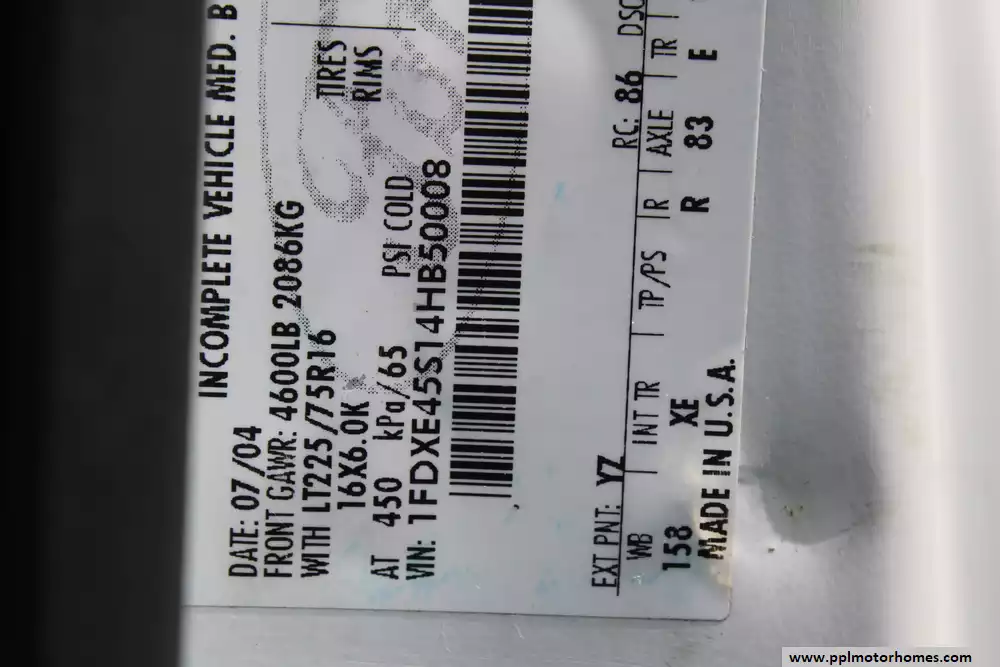 INCOMPLETE VEHICLE MFD. B
DATE: 07/04
FRONT GAWR: 4600LB 2086KG
WITH LT225/75R16 TIRES
16X6.0K RIMS
AT 450 kPa/65 PSI COLD
VIN: 1FDXE45S14HB50008
EXT PNT: YZ RC: 86 DSO
WB INT TR TP/PS R AXLE TR
158 XE R 83 E
MADE IN U.S.A.
www.pplmotorhomes.com